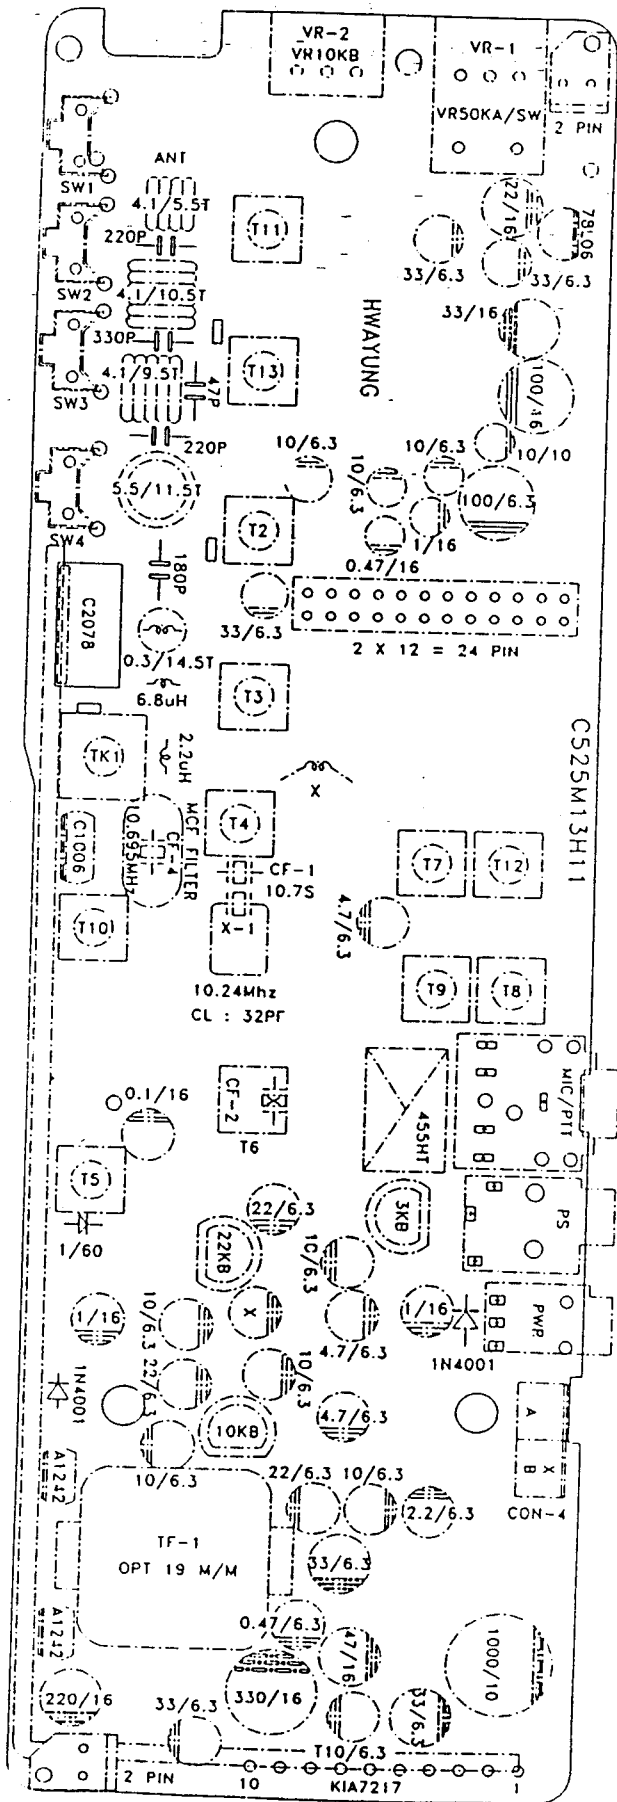 VR-2
VR10KB
VR-1
VR50KA/SW
2 PIN
SW1
ANT
4.1/5.5T
T11
22/16
78L06
220P
33/6.3
33/6.3
SW2
4.1/10.5T
HWAYUNG
33/16
330P
4.1/9.5T
T13
47P
100/16
SW3
220P
10/6.3
10/6.3
10/6.3
10/10
5.5/11.5T
100/6.3
SW4
T2
1/16
0.47/16
180P
C2078
33/6.3
2 X 12 = 24 PIN
0.3/14.5T
6.8uH
T3
TK1
2.2uH
C525M13H11
X
MCF FILTER
CF-4
10.695MHz
C1006
T4
CF-1
10.7S
T7
T12
T10
X-1
4.7/6.3
10.24Mhz
CL : 32PF
T9
T8
MIC/PTT
0.1/16
CF-2
T6
455HT
T5
1/60
22/6.3
22KB
3KB
PS
10/6.3
1/16
10/6.3
X
4.7/6.3
1/16
1N4001
PWR
1N4001
22/6.3
10/6.3
10KB
4.7/6.3
A
X
B
CON-4
10/6.3
A1242
22/6.3
10/6.3
2.2/6.3
TF-1
OPT 19 M/M
33/6.3
A1242
0.47/6.3
47/16
1000/10
220/16
330/16
33/6.3
33/6.3
T10/6.3
2 PIN
10
KIA7217
1